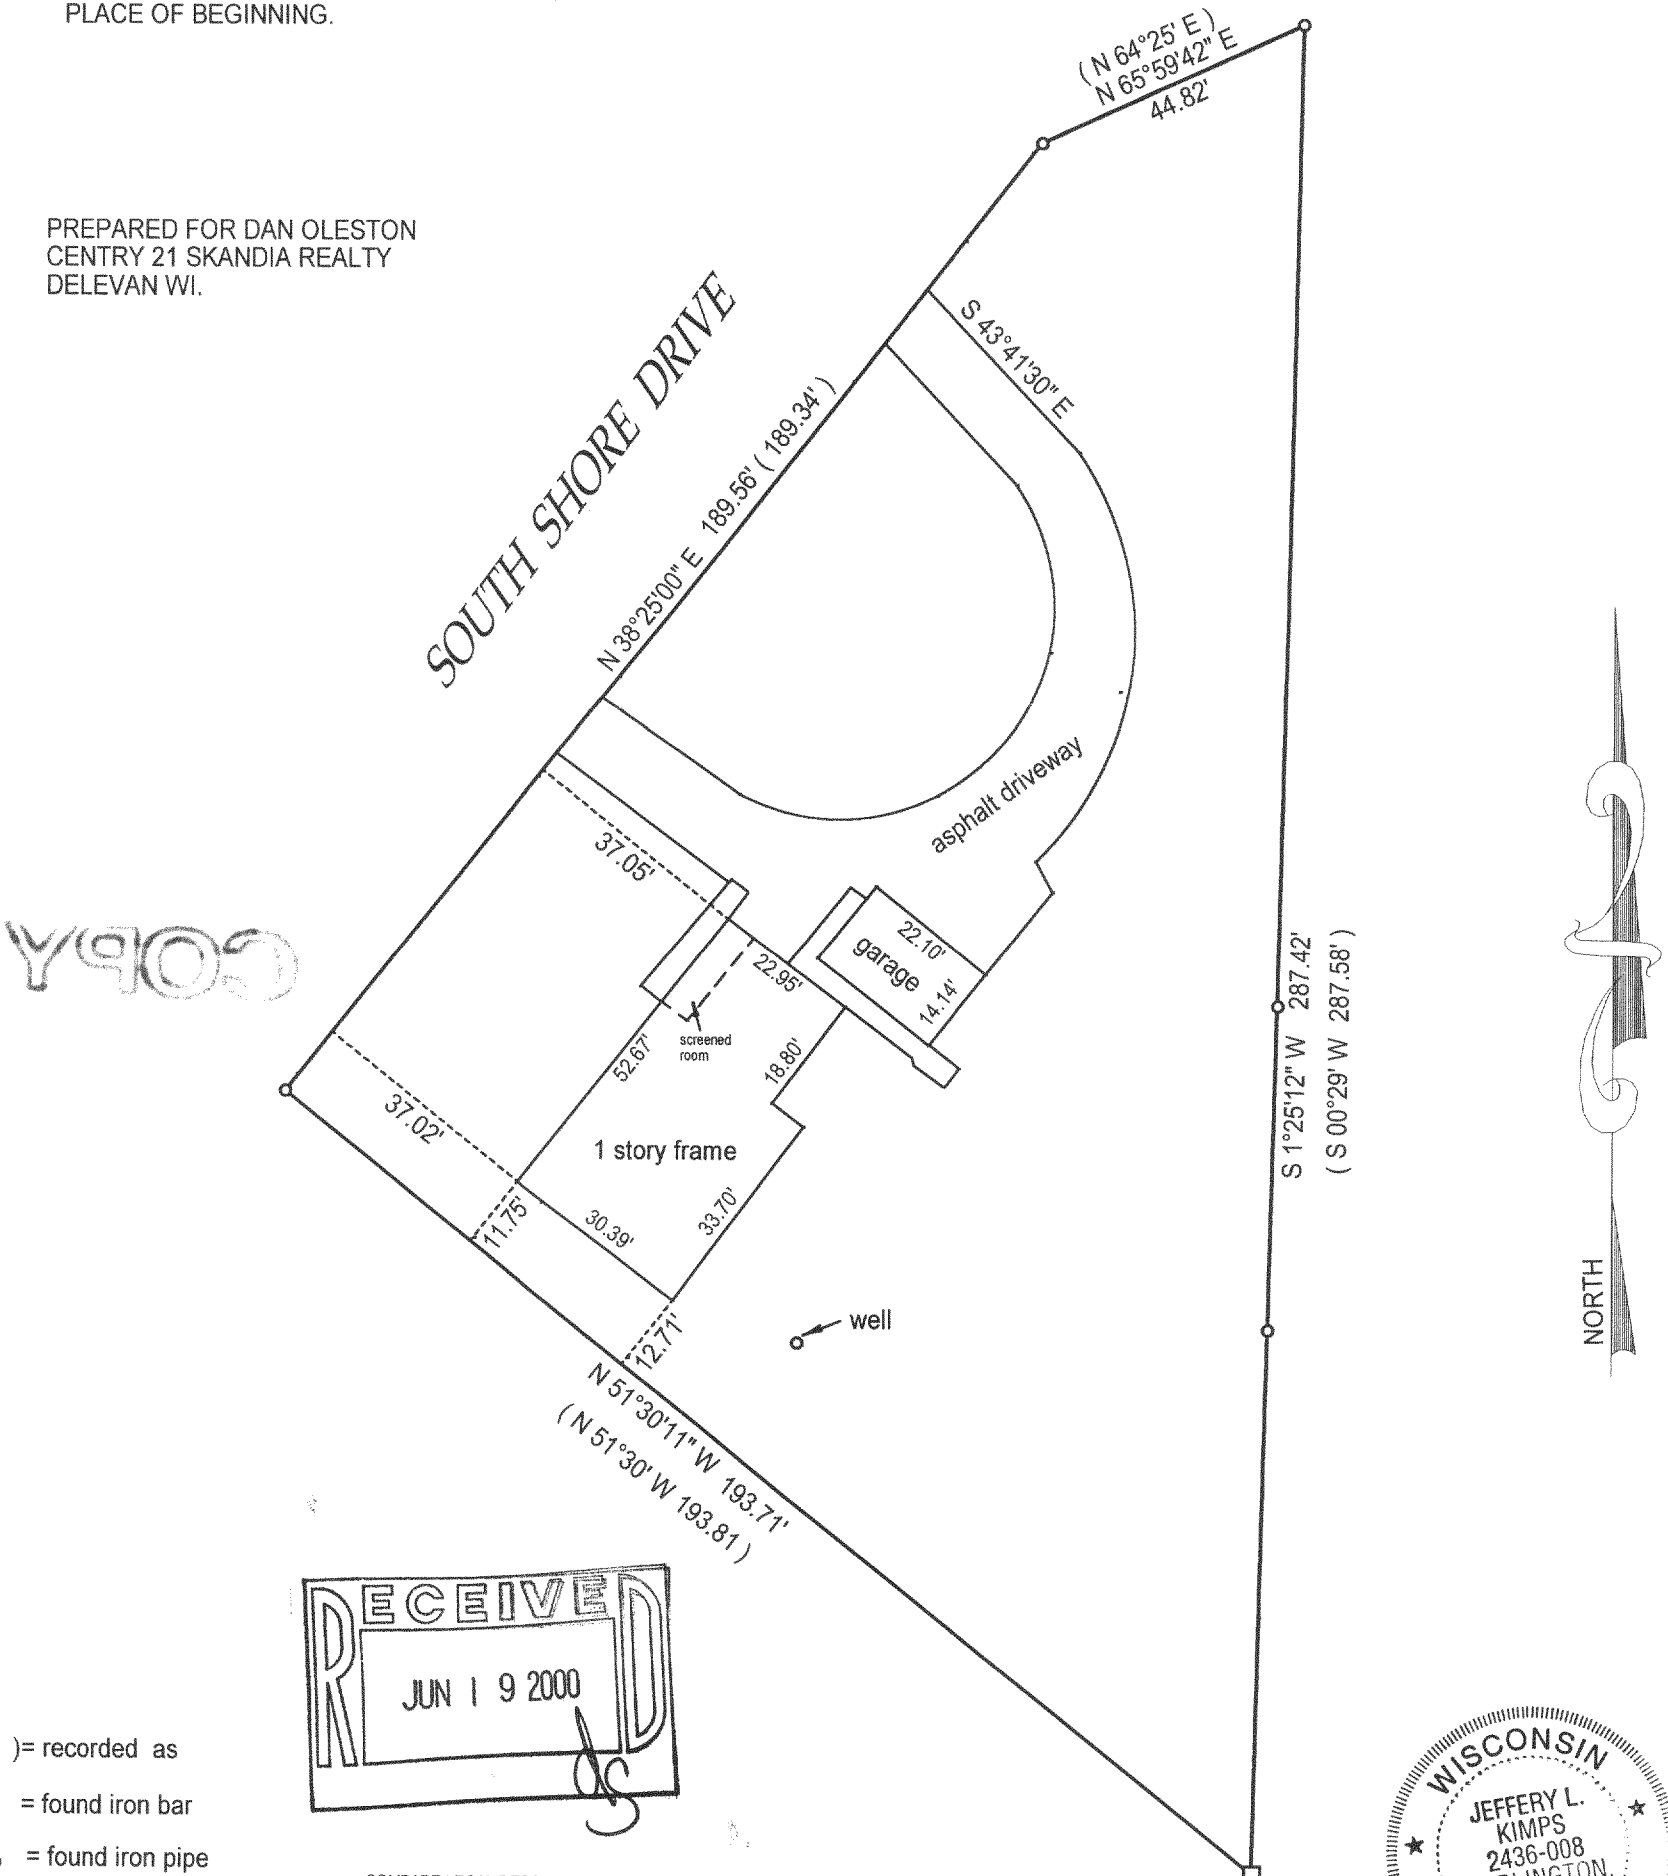 PLACE OF BEGINNING.
( N 64°25' E )
N 65°59'42" E
44.82'
PREPARED FOR DAN OLESTON
CENTRY 21 SKANDIA REALTY
DELEVAN WI.
SOUTH SHORE DRIVE
S 43°41'30" E
N 38°25'00" E 189.56' ( 189.34' )
asphalt driveway
37.05'
COPY
22.10'
garage
14.14'
22.95'
screened
room
52.67'
18.80'
S 1°25'12" W 287.42'
( S 00°29' W 287.58' )
37.02'
1 story frame
11.75'
30.39'
33.70'
12.71'
well
NORTH
N 51°30'11" W 193.71'
( N 51°30' W 193.81 )
RECEIVED
JUN 19 2000
)= recorded as
= found iron bar
= found iron pipe
WISCONSIN
JEFFERY L.
KIMPS
2436-008